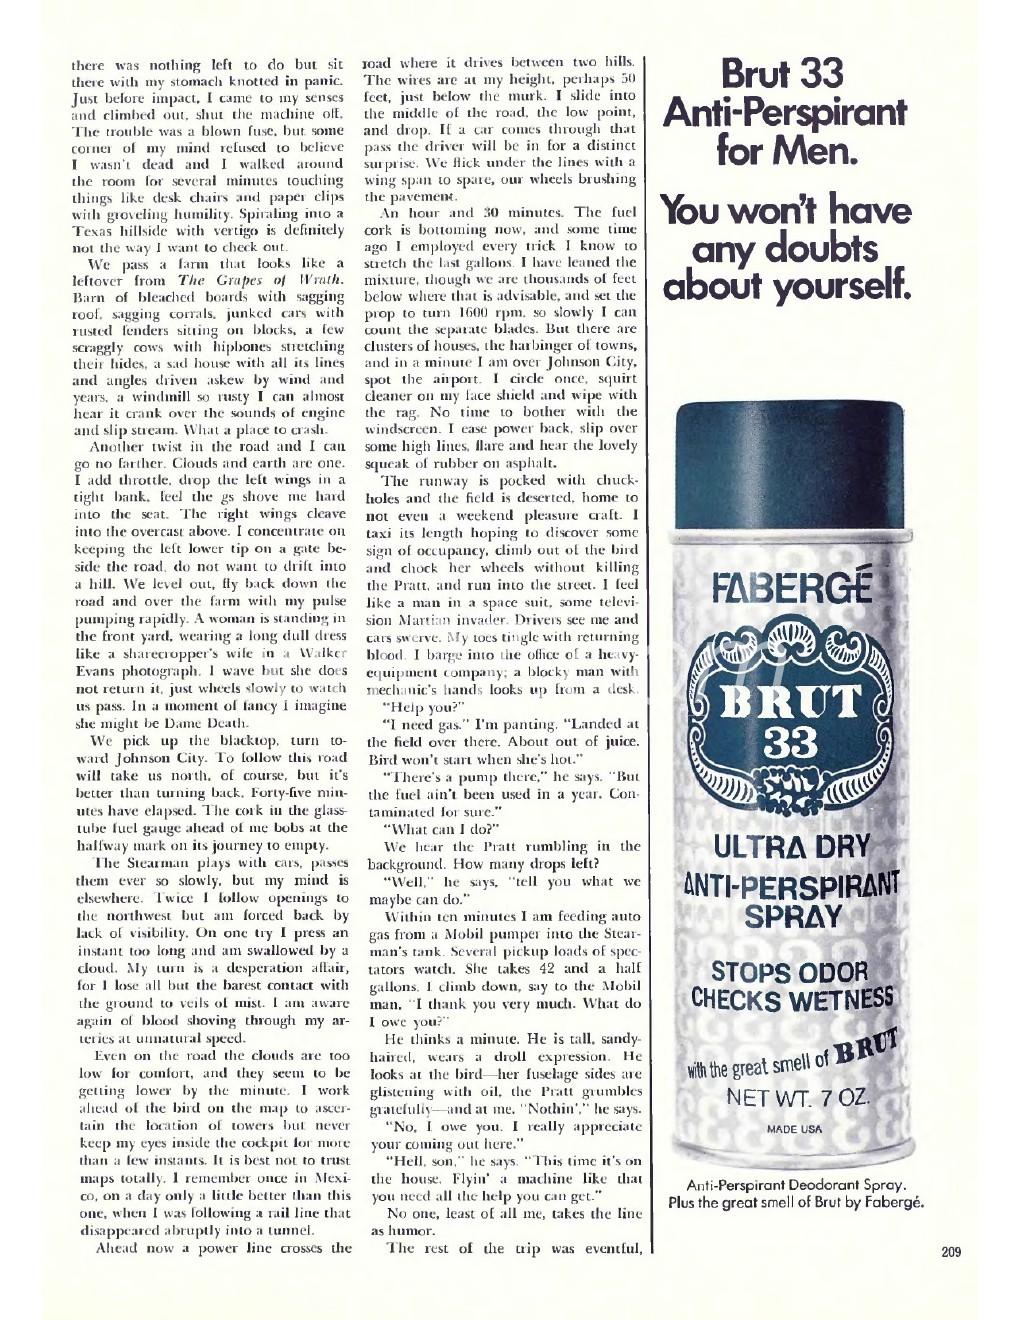 there was nothing left to do but sit
there with my stomach knotted in panic.
Just before impact, I came to my senses
and climbed out, shut the machine off.
The trouble was a blown fuse, but some
corner of my mind refused to believe
I wasn't dead and I walked around
the room for several minutes touching
things like desk chairs and paper clips
with groveling humility. Spiraling into a
Texas hillside with vertigo is definitely
not the way I want to check out.
We pass a farm that looks like a
leftover from The Grapes of Wrath.
Barn of bleached boards with sagging
roof, sagging corrals, junked cars with
rusted fenders sitting on blocks, a few
scraggly cows with hipbones stretching
their hides, a sad house with all its lines
and angles driven askew by wind and
years, a windmill so rusty I can almost
hear it crank over the sounds of engine
and slip stream. What a place to crash.
Another twist in the road and I can
go no farther. Clouds and earth are one.
I add throttle, drop the left wings in a
tight bank, feel the gs shove me hard
into the seat. The right wings cleave
into the overcast above. I concentrate on
keeping the left lower tip on a gate be-
side the road, do not want to drift into
a hill. We level out, fly back down the
road and over the farm with my pulse
pumping rapidly. A woman is standing in
the front yard, wearing a long dull dress
like a sharecropper's wife in a Walker
Evans photograph. I wave but she does
not return it, just wheels slowly to watch
us pass. In a moment of fancy I imagine
she might be Dame Death.
We pick up the blacktop, turn to-
ward Johnson City. To follow this road
will take us north, of course, but it's
better than turning back. Forty-five min-
utes have elapsed. The cork in the glass-
tube fuel gauge ahead of me bobs at the
halfway mark on its journey to empty.
The Stearman plays with cars, passes
them ever so slowly, but my mind is
elsewhere. Twice I follow openings to
the northwest but am forced back by
lack of visibility. On one try I press an
instant too long and am swallowed by a
cloud. My turn is a desperation affair,
for I lose all but the barest contact with
the ground to veils of mist. I am aware
again of blood shoving through my ar-
teries at unnatural speed.
Even on the road the clouds are too
low for comfort, and they seem to be
getting lower by the minute. I work
ahead of the bird on the map to ascer-
tain the location of towers but never
keep my eyes inside the cockpit for more
than a few instants. It is best not to trust
maps totally. I remember once in Mexi-
co, on a day only a little better than this
one, when I was following a rail line that
disappeared abruptly into a tunnel.
Ahead now a power line crosses the
road where it drives between two hills.
The wires are at my height, perhaps 50
feet, just below the murk. I slide into
the middle of the road, the low point,
and drop. If a car comes through that
pass the driver will be in for a distinct
surprise. We flick under the lines with a
wing span to spare, our wheels brushing
the pavement.
An hour and 30 minutes. The fuel
cork is bottoming now, and some time
ago I employed every trick I know to
stretch the last gallons. I have leaned the
mixture, though we are thousands of feet
below where that is advisable, and set the
prop to turn 1600 rpm, so slowly I can
count the separate blades. But there are
clusters of houses, the harbinger of towns,
and in a minute I am over Johnson City,
spot the airport. I circle once, squirt
cleaner on my face shield and wipe with
the rag. No time to bother with the
windscreen. I ease power back, slip over
some high lines, flare and hear the lovely
squeak of rubber on asphalt.
The runway is pocked with chuck-
holes and the field is deserted, home to
not even a weekend pleasure craft. I
taxi its length hoping to discover some
sign of occupancy, climb out of the bird
and chock her wheels without killing
the Pratt, and run into the street. I feel
like a man in a space suit, some televi-
sion Martian invader. Drivers see me and
cars swerve. My toes tingle with returning
blood. I barge into the office of a heavy-
equipment company; a blocky man with
mechanic's hands looks up from a desk.
"Help you?"
"I need gas." I'm panting. "Landed at
the field over there. About out of juice.
Bird won't start when she's hot."
"There's a pump there," he says. "But
the fuel ain't been used in a year. Con-
taminated for sure."
"What can I do?"
We hear the Pratt rumbling in the
background. How many drops left?
"Well," he says, "tell you what we
maybe can do."
Within ten minutes I am feeding auto
gas from a Mobil pumper into the Stear-
man's tank. Several pickup loads of spec-
tators watch. She takes 42 and a half
gallons. I climb down, say to the Mobil
man, "I thank you very much. What do
I owe you?"
He thinks a minute. He is tall, sandy-
haired, wears a droll expression. He
looks at the bird—her fuselage sides are
glistening with oil, the Pratt grumbles
gratefully—and at me. "Nothin'," he says.
"No, I owe you. I really appreciate
your coming out here."
"Hell, son," he says. "This time it's on
the house. Flyin' a machine like that
you need all the help you can get."
No one, least of all me, takes the line
as humor.
The rest of the trip was eventful,
Brut 33
Anti-Perspirant
for Men.
You won't have
any doubts
about yourself.
FABERGÉ
BRUT
33
ULTRA DRY
ANTI-PERSPIRANT
SPRAY
STOPS ODOR
CHECKS WETNESS
with the great smell of BRUT
NET WT. 7 OZ.
MADE USA
Anti-Perspirant Deodorant Spray.
Plus the great smell of Brut by Fabergé.
209